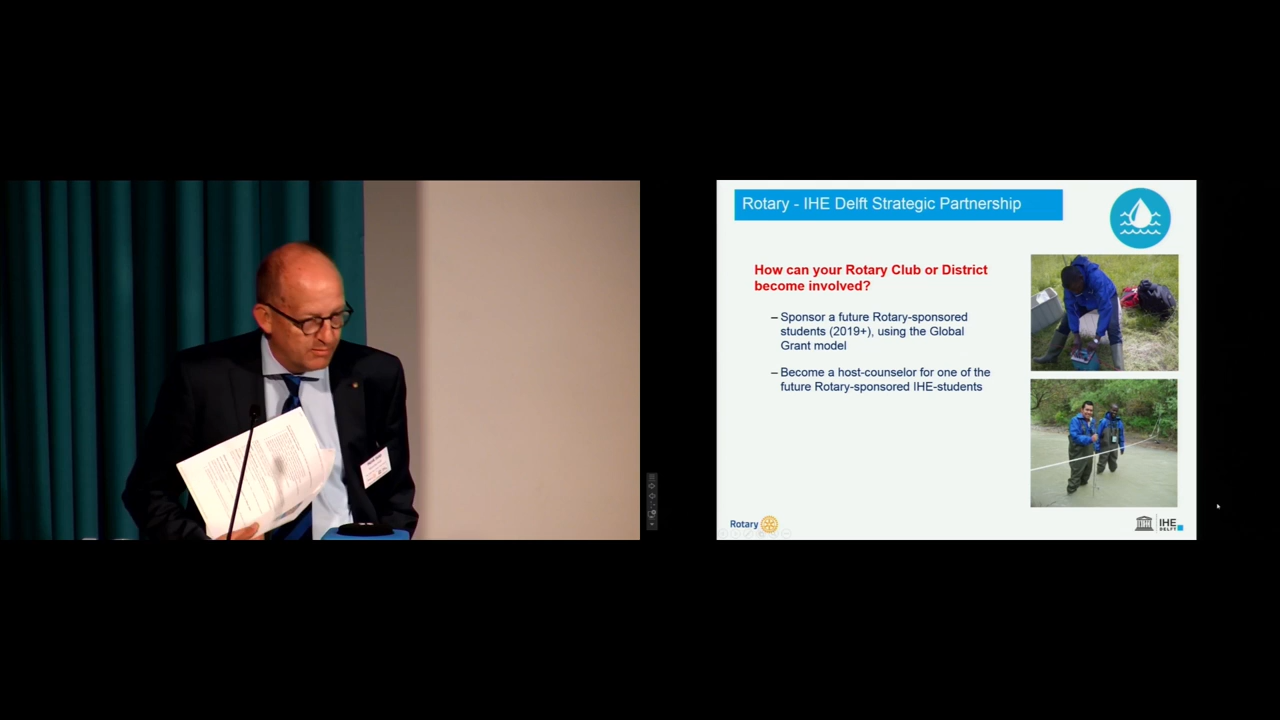 Rotary - IHE Delft Strategic Partnership
How can your Rotary Club or District
become involved?
– Sponsor a future Rotary-sponsored
students (2019+), using the Global
Grant model
– Become a host-counselor for one of the
future Rotary-sponsored IHE-students
Rotary
IHE
DELFT